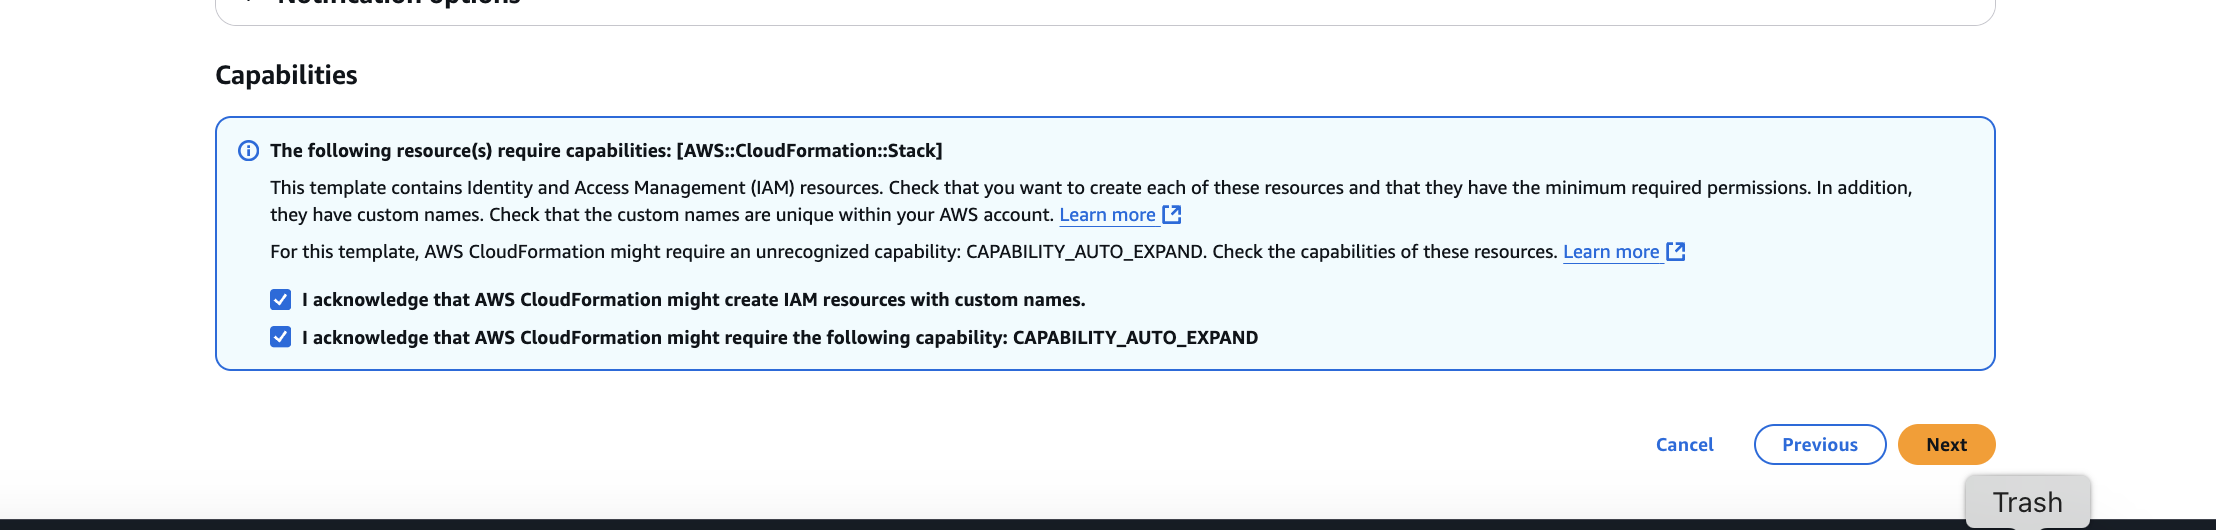 Notification options
Capabilities
The following resource(s) require capabilities: [AWS::CloudFormation::Stack]
This template contains Identity and Access Management (IAM) resources. Check that you want to create each of these resources and that they have the minimum required permissions. In addition,
they have custom names. Check that the custom names are unique within your AWS account. Learn more
For this template, AWS CloudFormation might require an unrecognized capability: CAPABILITY_AUTO_EXPAND. Check the capabilities of these resources. Learn more
I acknowledge that AWS CloudFormation might create IAM resources with custom names.
I acknowledge that AWS CloudFormation might require the following capability: CAPABILITY_AUTO_EXPAND
Cancel Previous Next
Trash